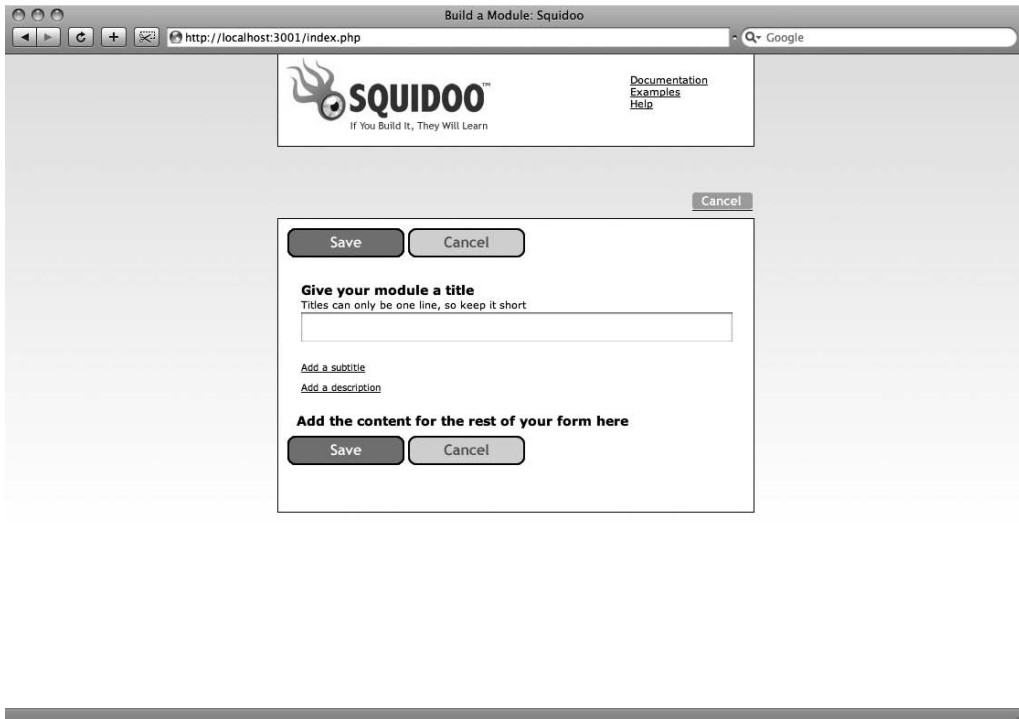 Build a Module: Squidoo
http://localhost:3001/index.php
Google
SQUIDOO™
If You Build It, They Will Learn
Documentation
Examples
Help
Cancel
Save Cancel
Give your module a title
Titles can only be one line, so keep it short
Add a subtitle
Add a description
Add the content for the rest of your form here
Save Cancel